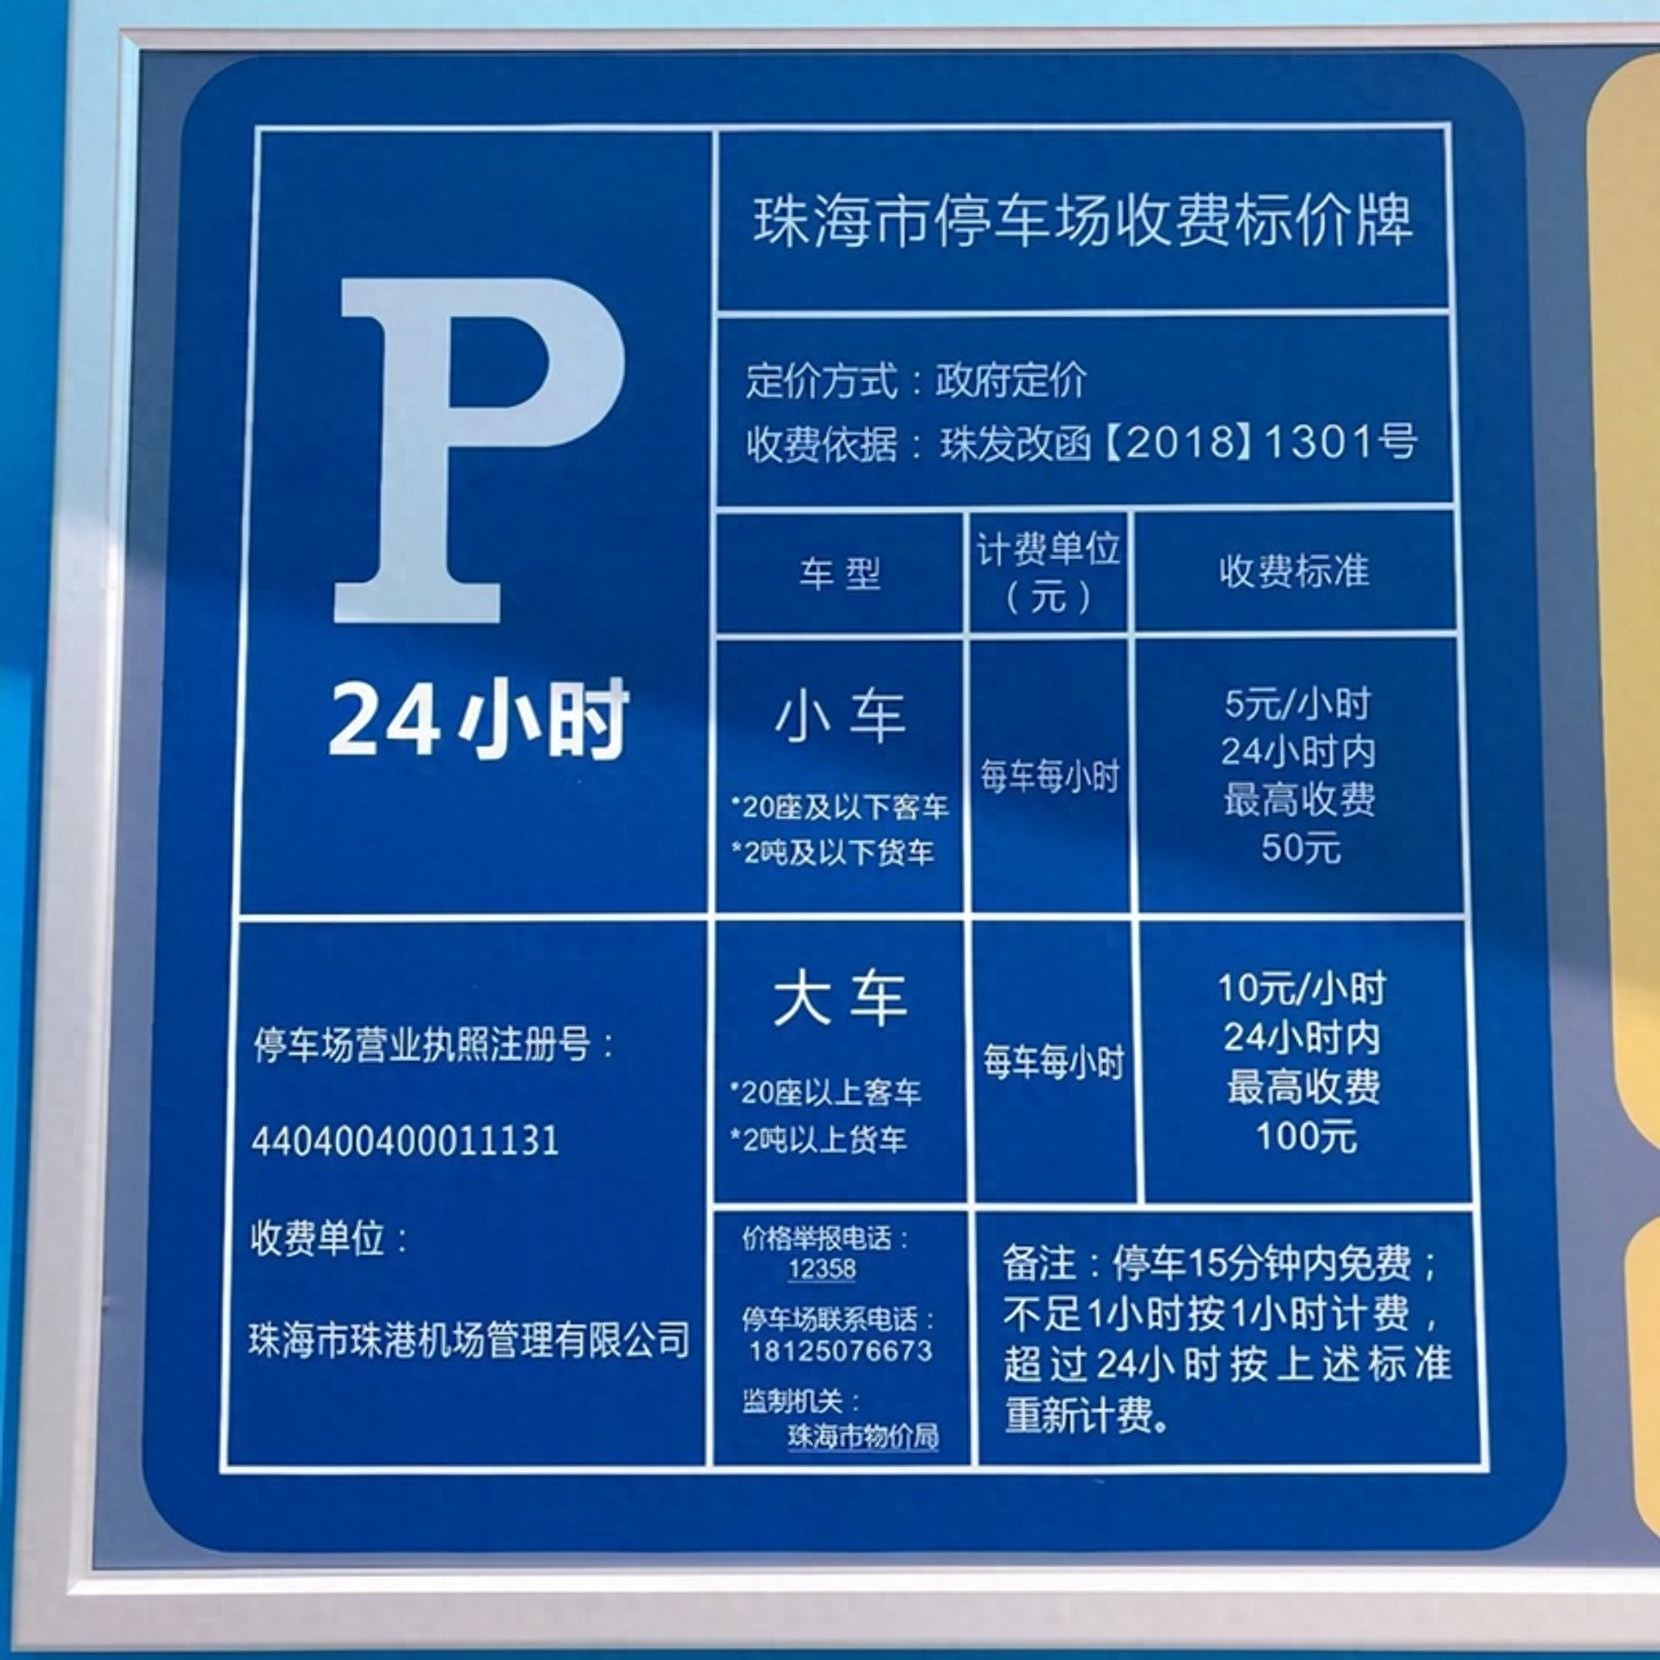 P
24小时
珠海市停车场收费标价牌
定价方式：政府定价
收费依据：珠发改函【2018】1301号
车型
计费单位
（元）
收费标准
小车
*20座及以下客车
*2吨及以下货车
每车每小时
5元/小时
24小时内
最高收费
50元
大车
*20座以上客车
*2吨以上货车
每车每小时
10元/小时
24小时内
最高收费
100元
停车场营业执照注册号：
440400400011131
收费单位：
珠海市珠港机场管理有限公司
价格举报电话：
12358
停车场联系电话：
18125076673
监制机关：
珠海市物价局
备注：停车15分钟内免费；
不足1小时按1小时计费，
超过24小时按上述标准
重新计费。